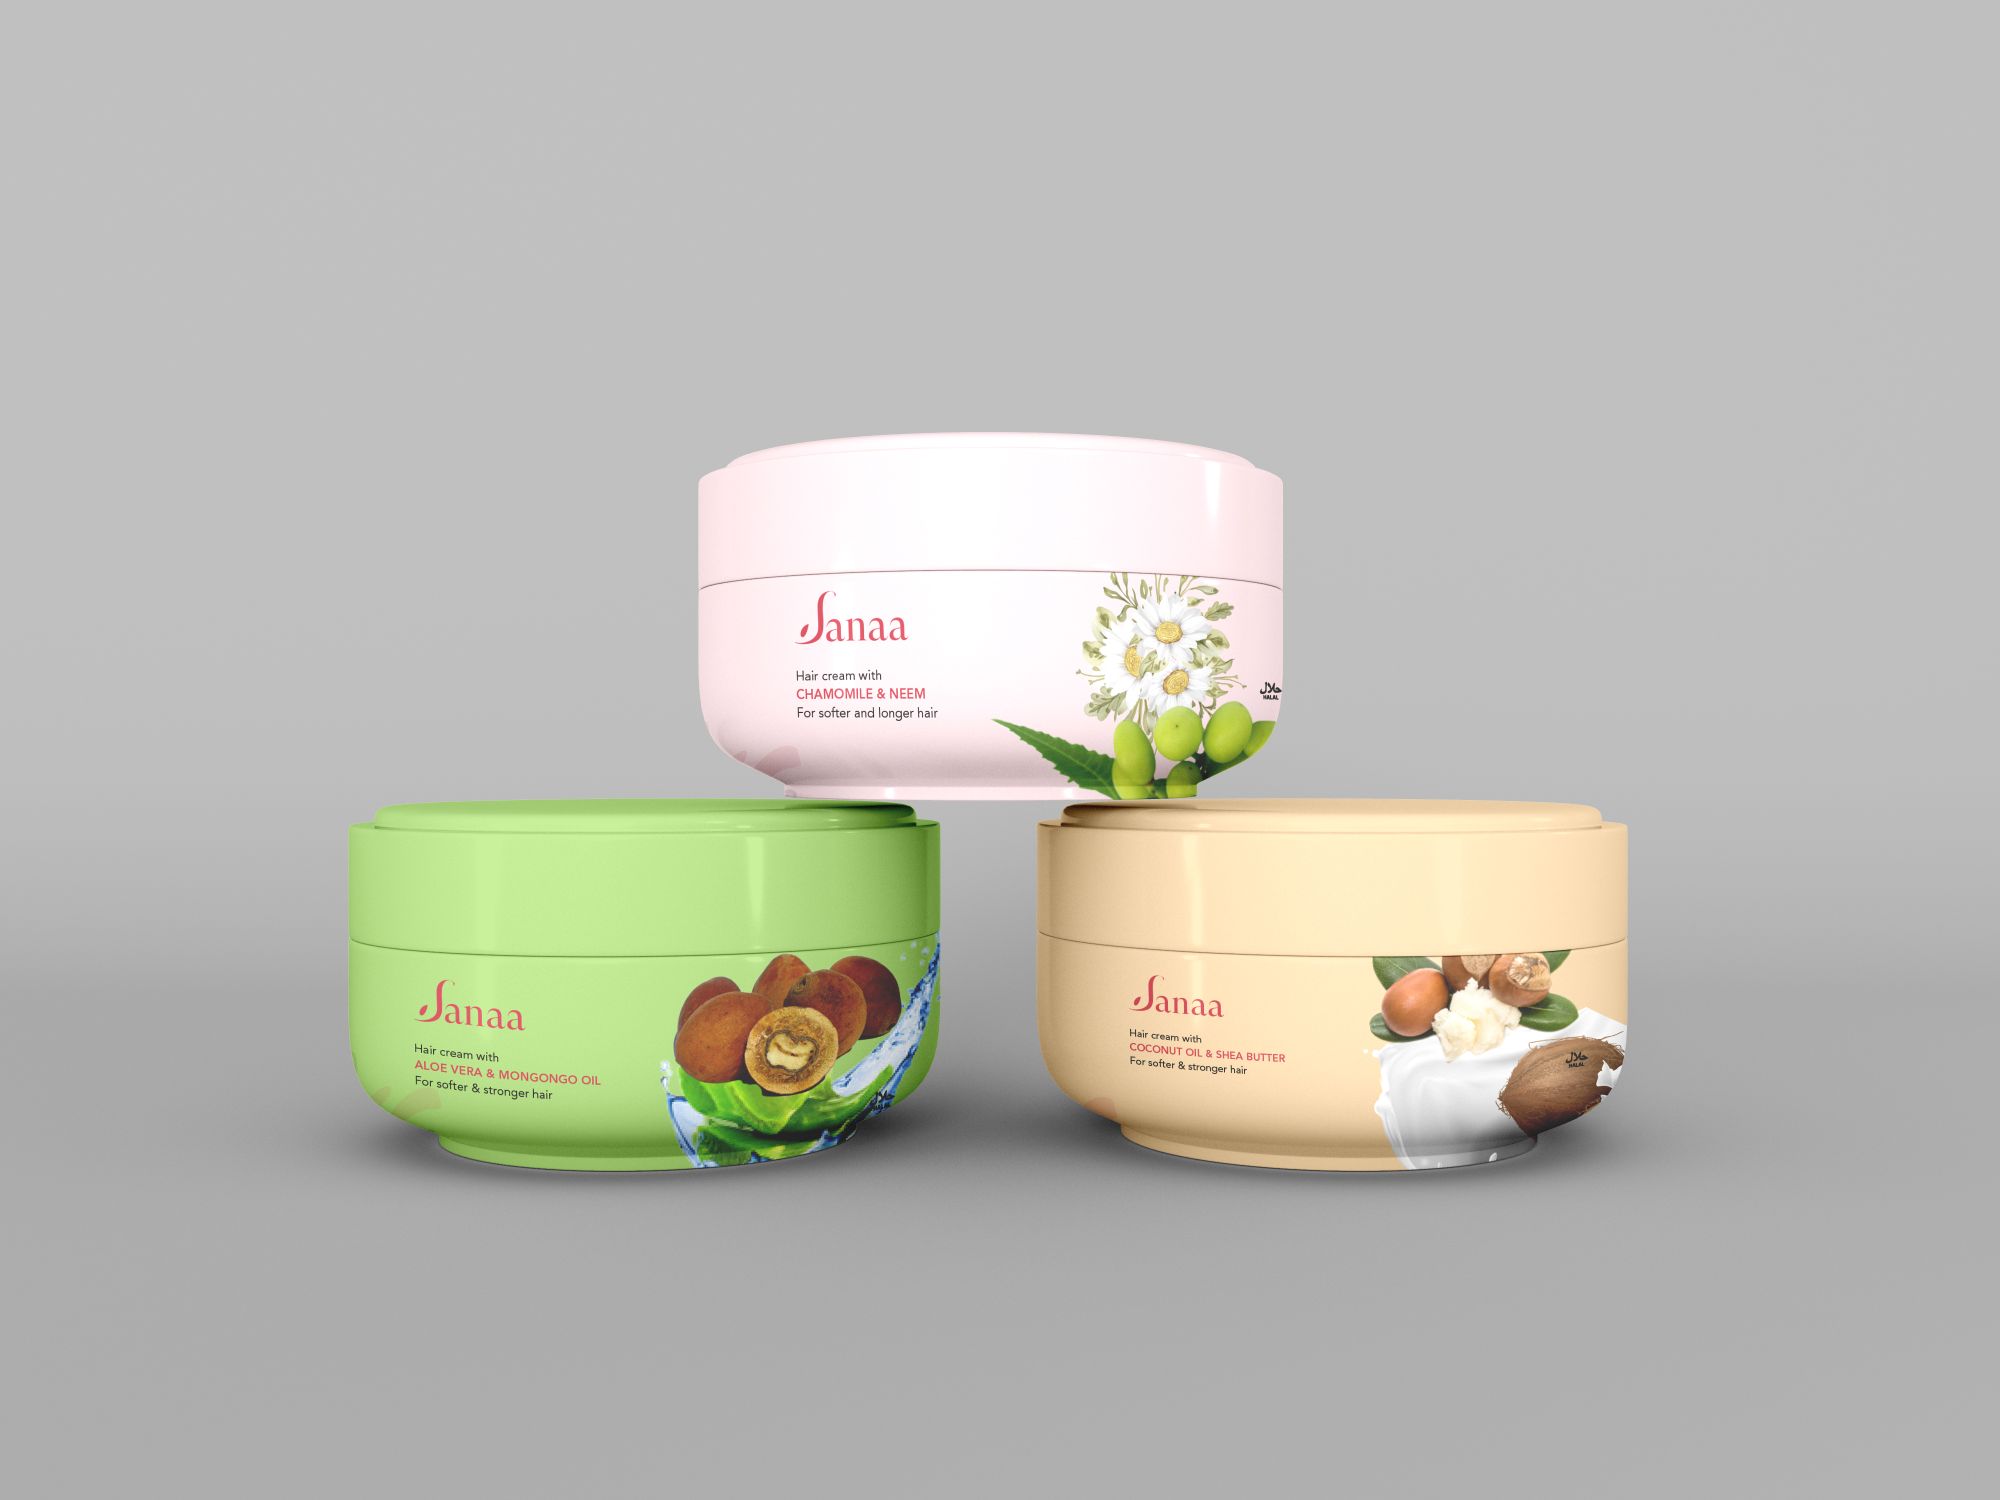 Sanaa
Hair cream with
CHAMOMILE & NEEM
For softer and longer hair
حلال
HALAL
Sanaa
Hair cream with
ALOE VERA & MONGONGO OIL
For softer & stronger hair
حلال
HALAL
Sanaa
Hair cream with
COCONUT OIL & SHEA BUTTER
For softer & stronger hair
حلال
HALAL